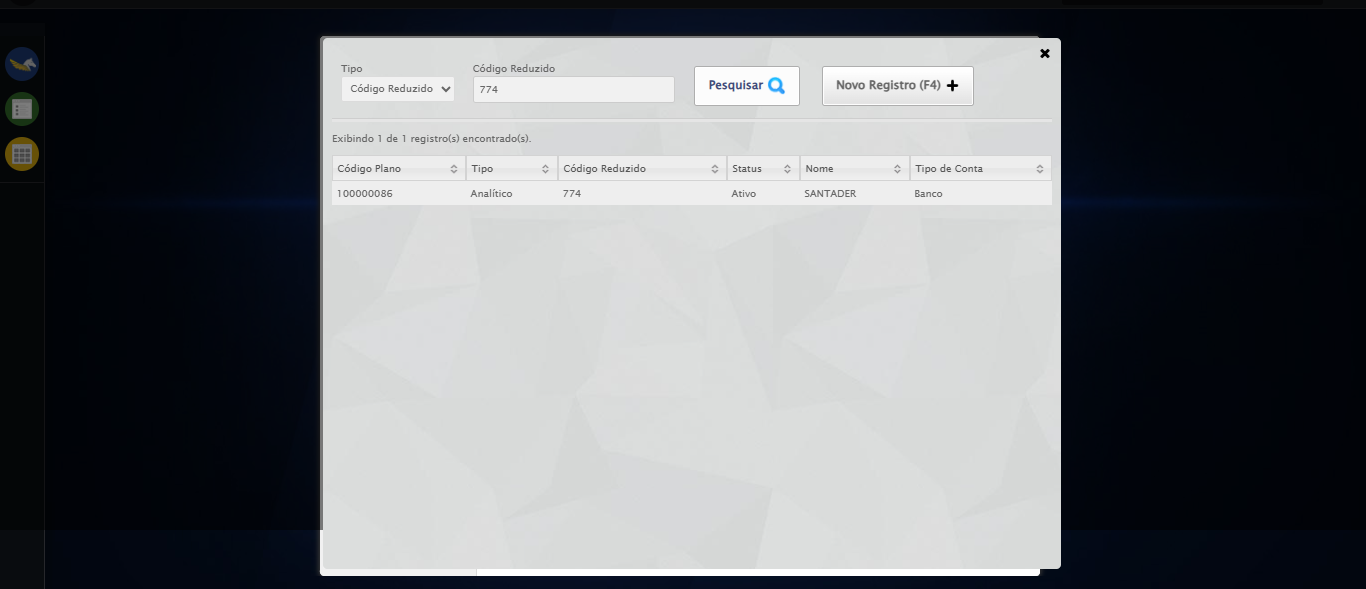 Tipo Código Reduzido
Código Reduzido 774 Pesquisar Novo Registro (F4)
Exibindo 1 de 1 registro(s) encontrado(s).
Código Plano Tipo Código Reduzido Status Nome Tipo de Conta
100000086 Analítico 774 Ativo SANTADER Banco